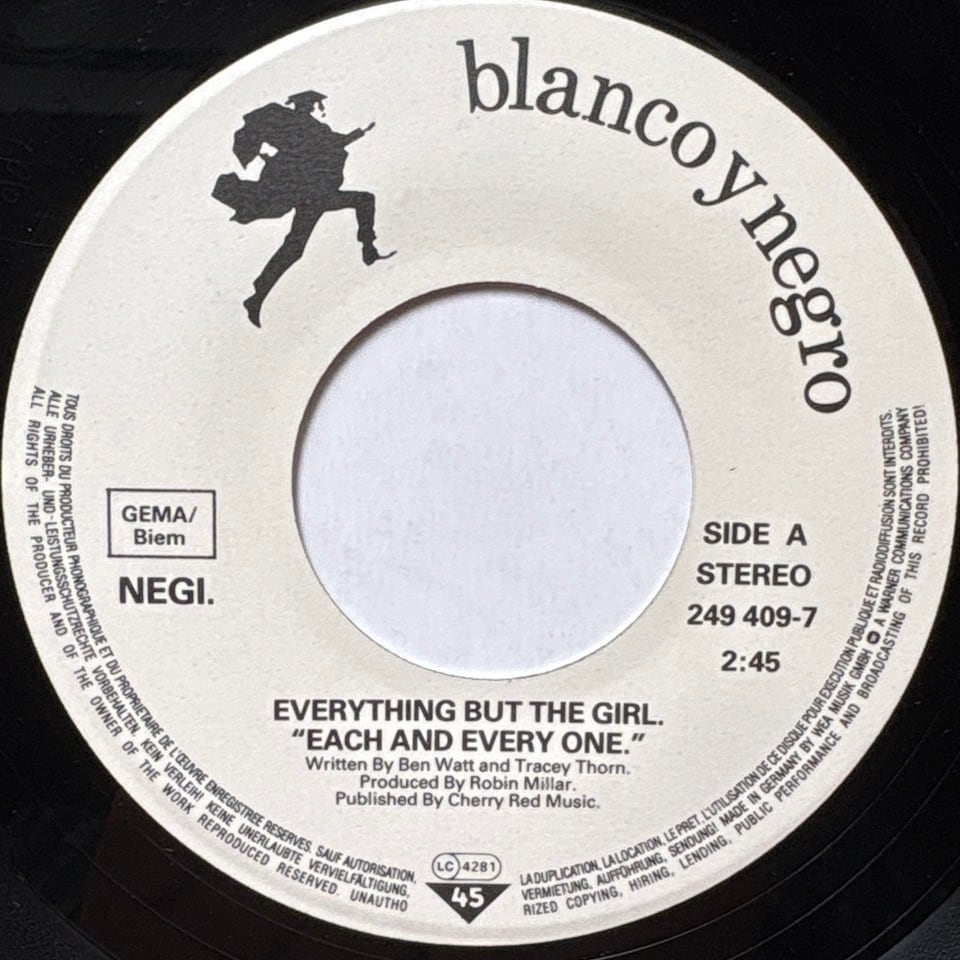 blanco y negro
GEMA/
Biem
NEGI.
SIDE A
STEREO
249 409-7
2:45
EVERYTHING BUT THE GIRL.
“EACH AND EVERY ONE.”
Written By Ben Watt and Tracey Thorn.
Produced By Robin Millar.
Published By Cherry Red Music.
LC 4281
45
TOUS DROITS DU PRODUCTEUR PHONOGRAPHIQUE ET DU PROPRIETAIRE DE L'ŒUVRE ENREGISTREE RESERVES. SAUF AUTORISATION, LA DUPLICATION, LA LOCATION, LE PRET, L'UTILISATION DE CE DISQUE POUR EXECUTION PUBLIQUE ET RADIODIFFUSION SONT INTERDITS.
ALLE URHEBER- UND LEISTUNGSSCHUTZRECHTE VORBEHALTEN. KEIN VERLEIH! KEINE UNERLAUBTE VERVIELFÄLTIGUNG, VERMIETUNG, AUFFÜHRUNG, SENDUNG! MADE IN GERMANY BY WEA MUSIK GMBH A WARNER COMMUNICATIONS COMPANY
ALL RIGHTS OF THE PRODUCER AND OF THE OWNER OF THE WORK REPRODUCED RESERVED. UNAUTHORIZED COPYING, HIRING, LENDING, PUBLIC PERFORMANCE AND BROADCASTING OF THIS RECORD PROHIBITED!